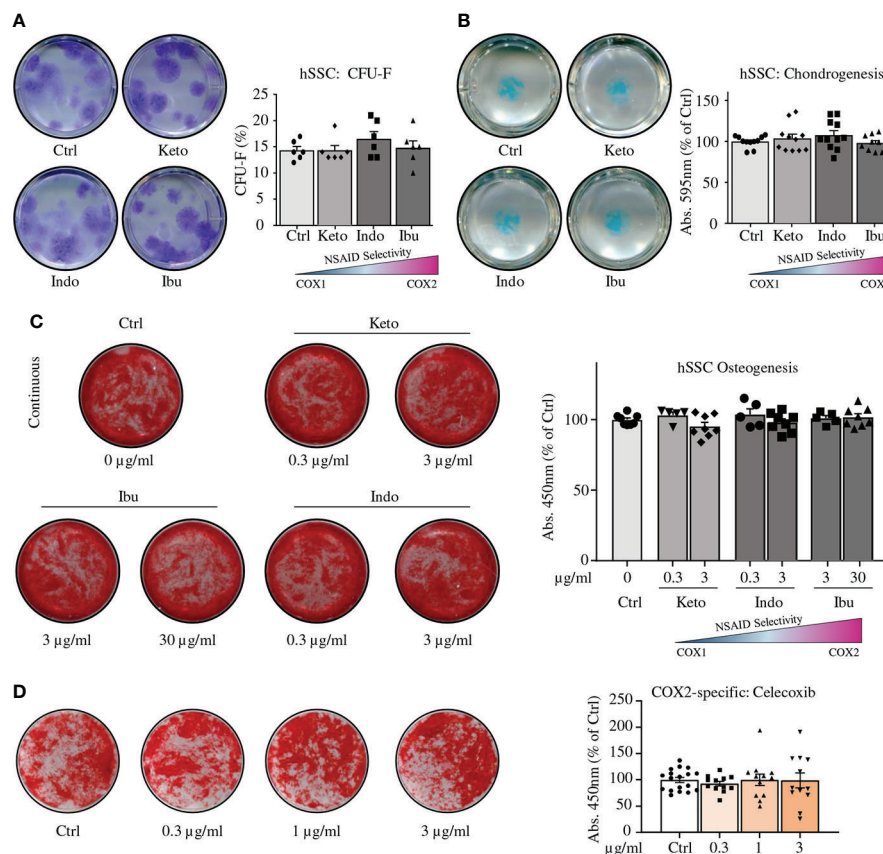 A
Ctrl
Keto
Indo
Ibu
hSSC: CFU-F
CFU-F (%)
25
20
15
10
5
0
Ctrl Keto Indo Ibu
NSAID Selectivity
COX1 COX2
B
Ctrl
Keto
Indo
Ibu
hSSC: Chondrogenesis
Abs. 595nm (% of Ctrl)
150
100
50
0
Ctrl Keto Indo Ibu
NSAID Selectivity
COX1 COX
C
Continuous
Ctrl
0 µg/ml
Keto
0.3 µg/ml 3 µg/ml
Ibu
3 µg/ml 30 µg/ml
Indo
0.3 µg/ml 3 µg/ml
hSSC Osteogenesis
Abs. 450nm (% of Ctrl)
100
50
0
µg/ml 0 0.3 3 0.3 3 3 30
Ctrl Keto Indo Ibu
NSAID Selectivity
COX1 COX2
D
Ctrl 0.3 µg/ml 1 µg/ml 3 µg/ml
COX2-specific: Celecoxib
Abs. 450nm (% of Ctrl)
250
200
150
100
50
0
µg/ml Ctrl 0.3 1 3